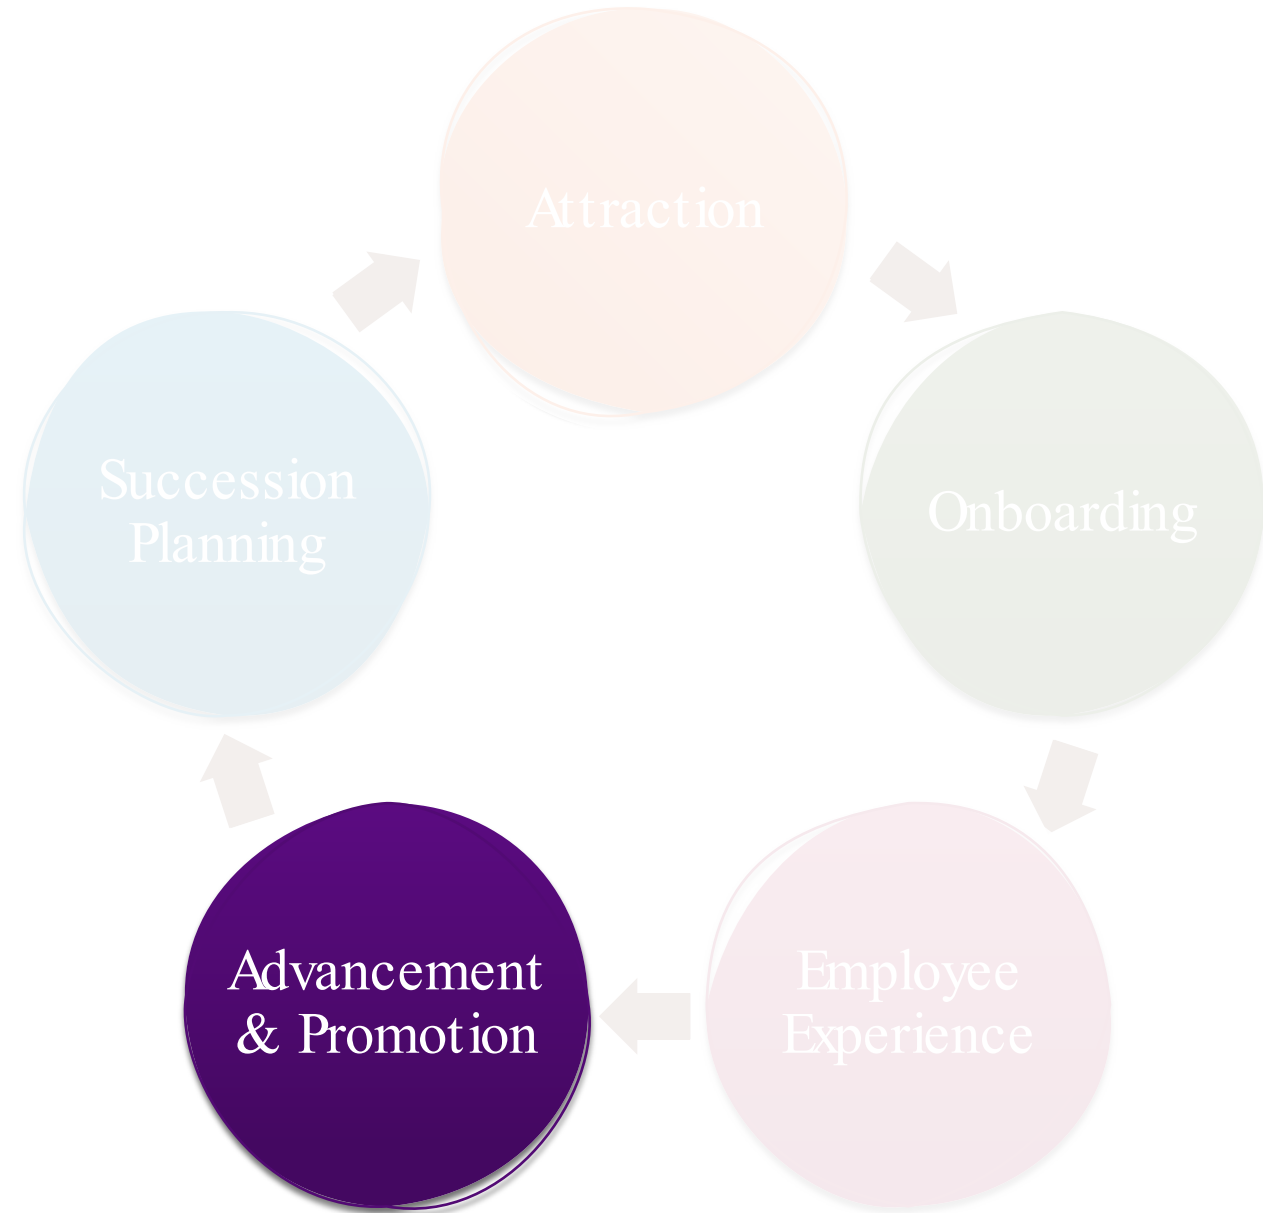 Attraction
Onboarding
Employee
Experience
Advancement
& Promotion
Succession
Planning